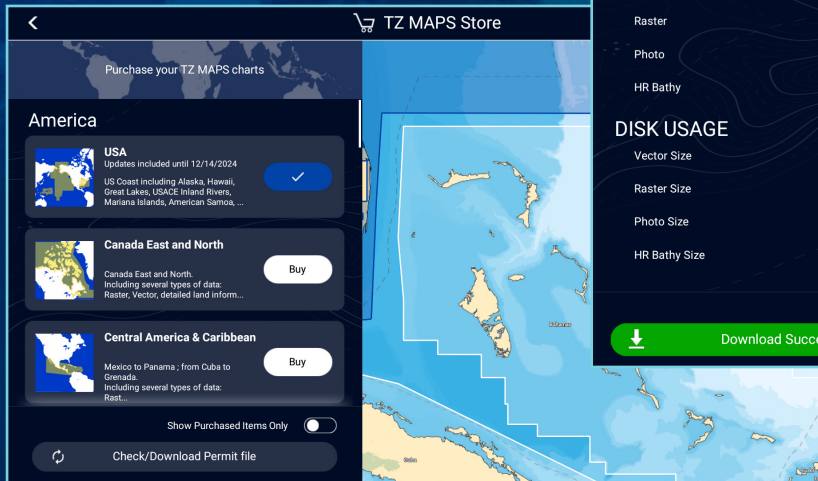 TZ MAPS Store
Purchase your TZ MAPS charts
America
USA
Updates included until 12/14/2024
US Coast including Alaska, Hawaii,
Great Lakes, USACE Inland Rivers,
Mariana Islands, American Samoa, ...
Canada East and North
Canada East and North.
Including several types of data:
Raster, Vector, detailed land inform...
Buy
Central America & Caribbean
Mexico to Panama ; from Cuba to
Grenada.
Including several types of data:
Rast...
Buy
Show Purchased Items Only
Check/Download Permit file
Bahamas
Cuba
Raster
Photo
HR Bathy
DISK USAGE
Vector Size
Raster Size
Photo Size
HR Bathy Size
Download Succe